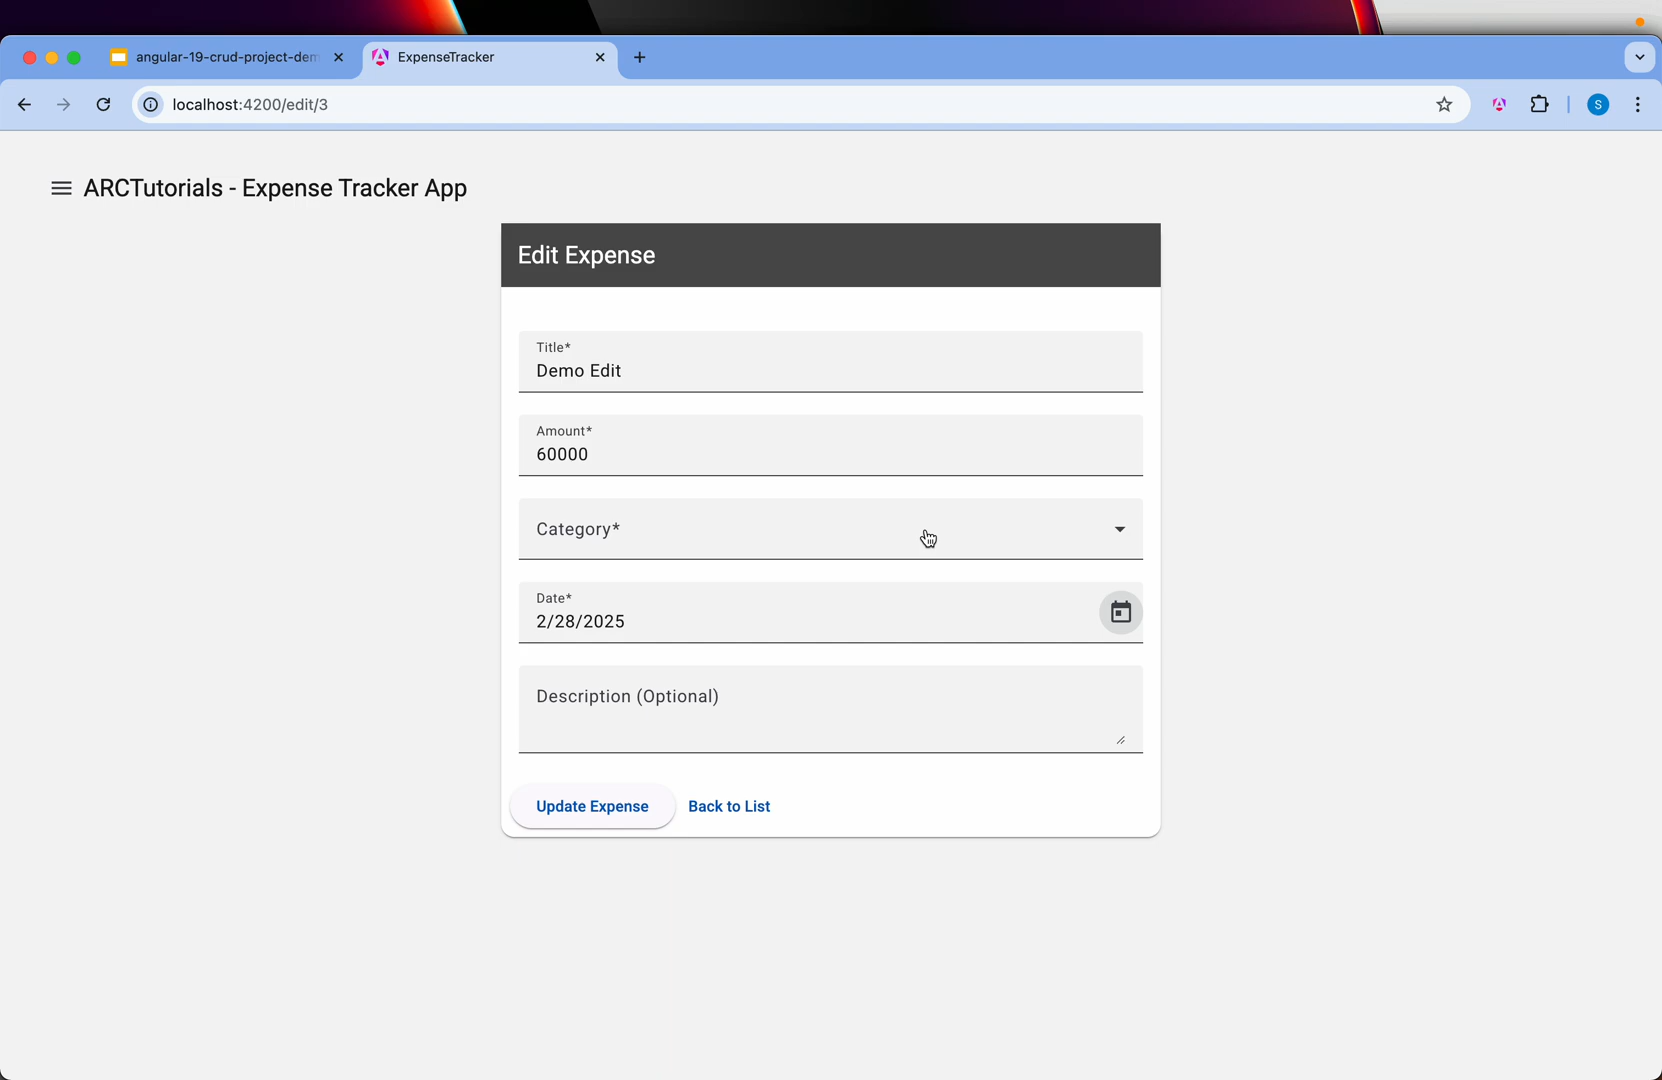 angular-19-crud-project-dem
ExpenseTracker
localhost:4200/edit/3
S
ARCTutorials - Expense Tracker App
Edit Expense
Title*
Demo Edit
Amount*
60000
Category*
Date*
2/28/2025
Description (Optional)
Update Expense
Back to List